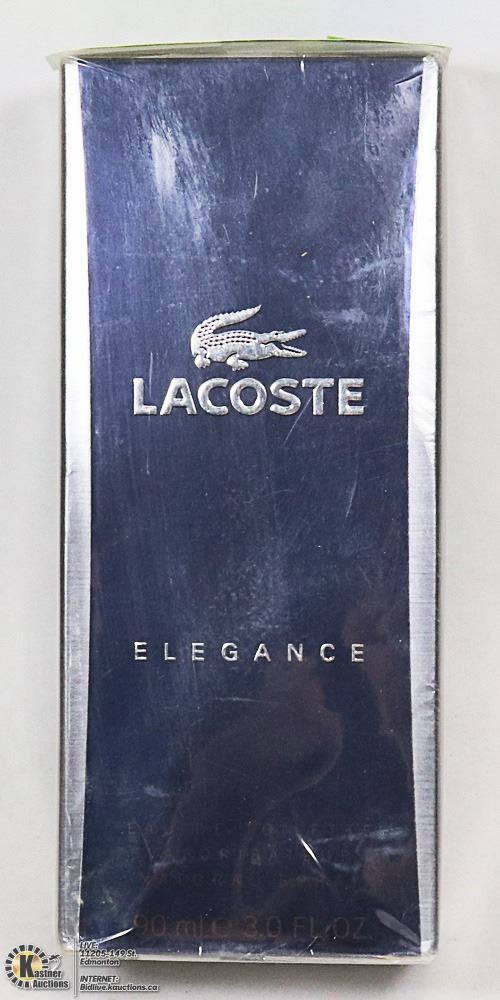 LACOSTE
ELEGANCE
90 ml e 3.0 FL.OZ
Kastner
Auctions
LIVE:
11205-149 St.
Edmonton
INTERNET:
Bidlive.kauctions.ca